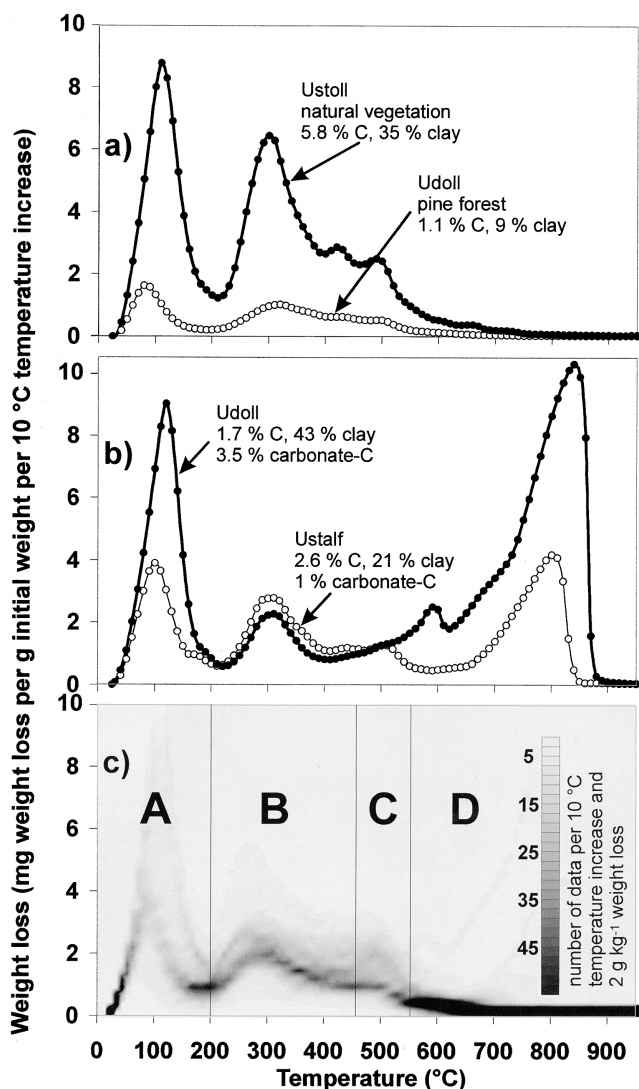 Weight loss (mg weight loss per g initial weight per 10 °C temperature increase)
10
8
6
4
2
0
a)
Ustoll
natural vegetation
5.8 % C, 35 % clay
Udoll
pine forest
1.1 % C, 9 % clay
10
8
6
4
2
0
b)
Udoll
1.7 % C, 43 % clay
3.5 % carbonate-C
Ustalf
2.6 % C, 21 % clay
1 % carbonate-C
10
8
6
4
2
0
c)
A
B
C
D
5
15
25
35
45
number of data per 10 °C
temperature increase and
2 g kg-1 weight loss
0 100 200 300 400 500 600 700 800 900
Temperature (°C)